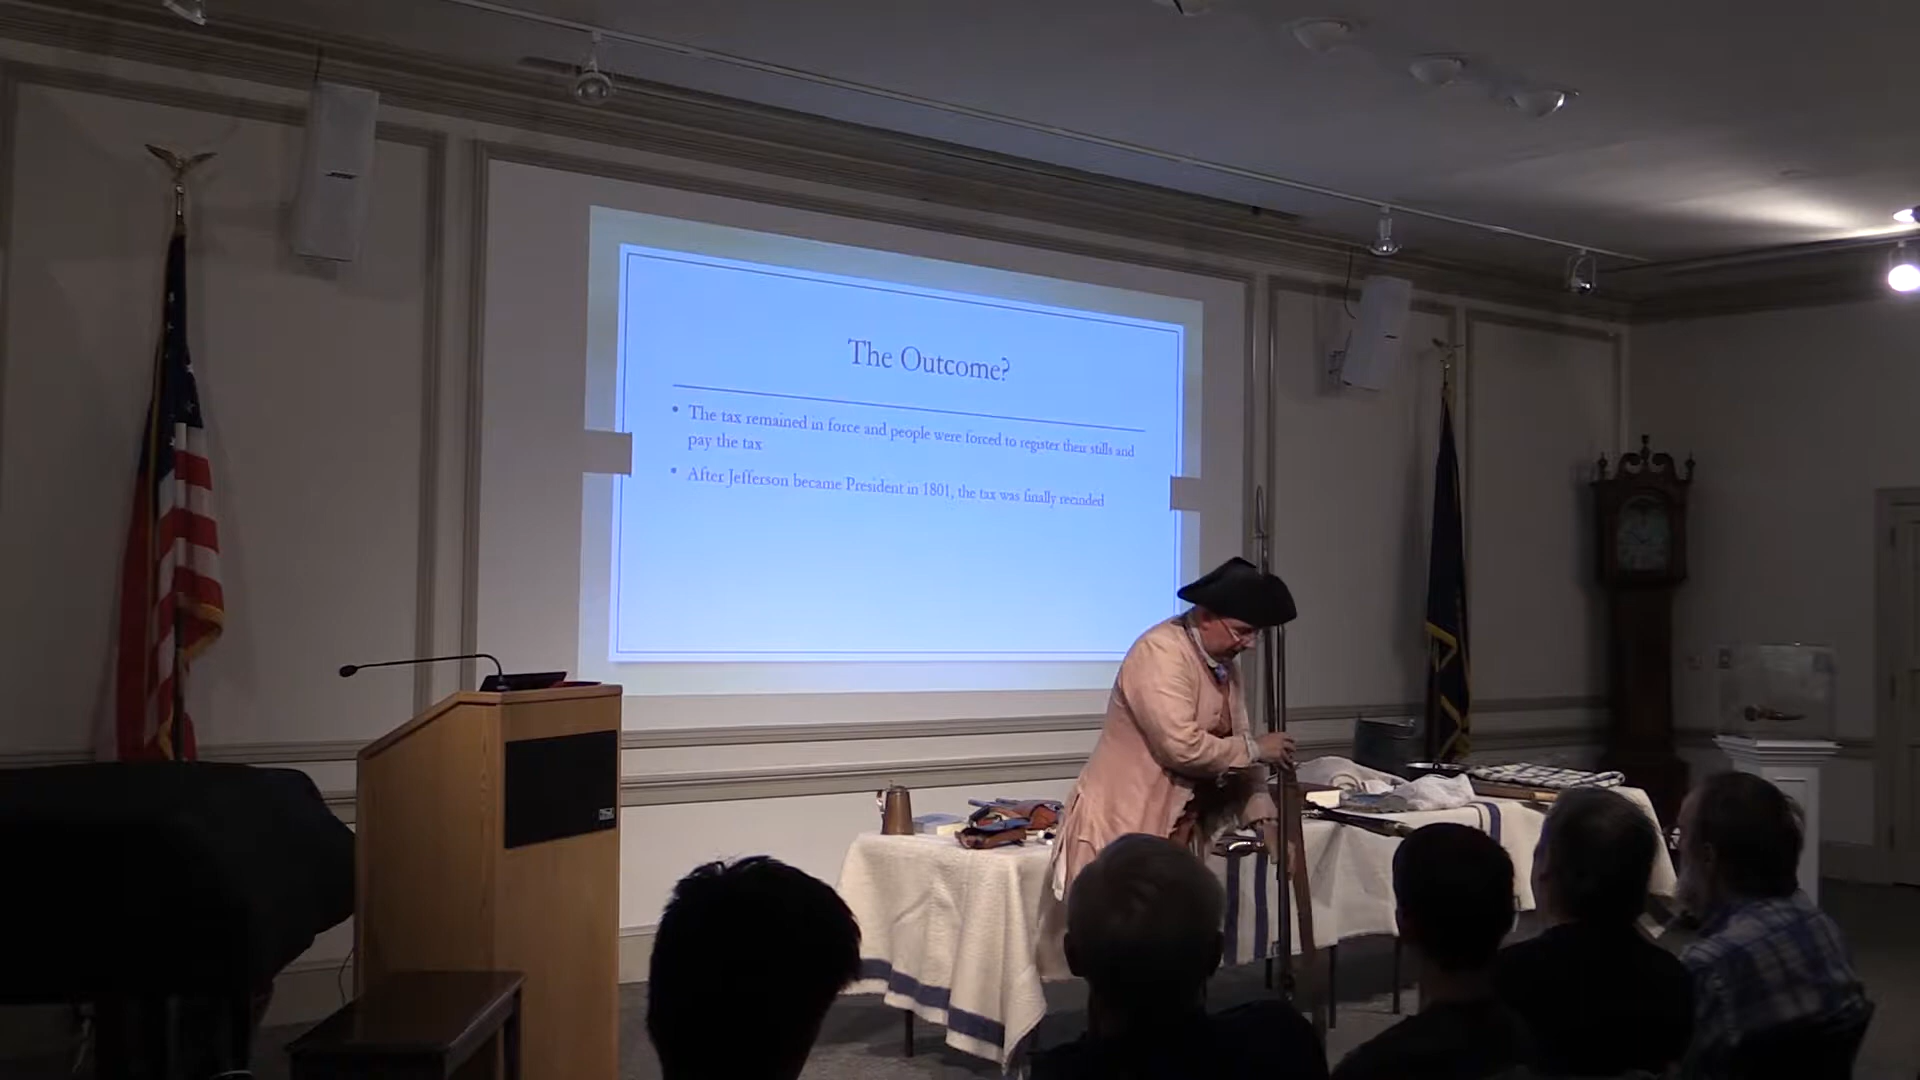 The Outcome?
• The tax remained in force and people were forced to register their stills and
pay the tax
• After Jefferson became President in 1801, the tax was finally recinded
BOSE